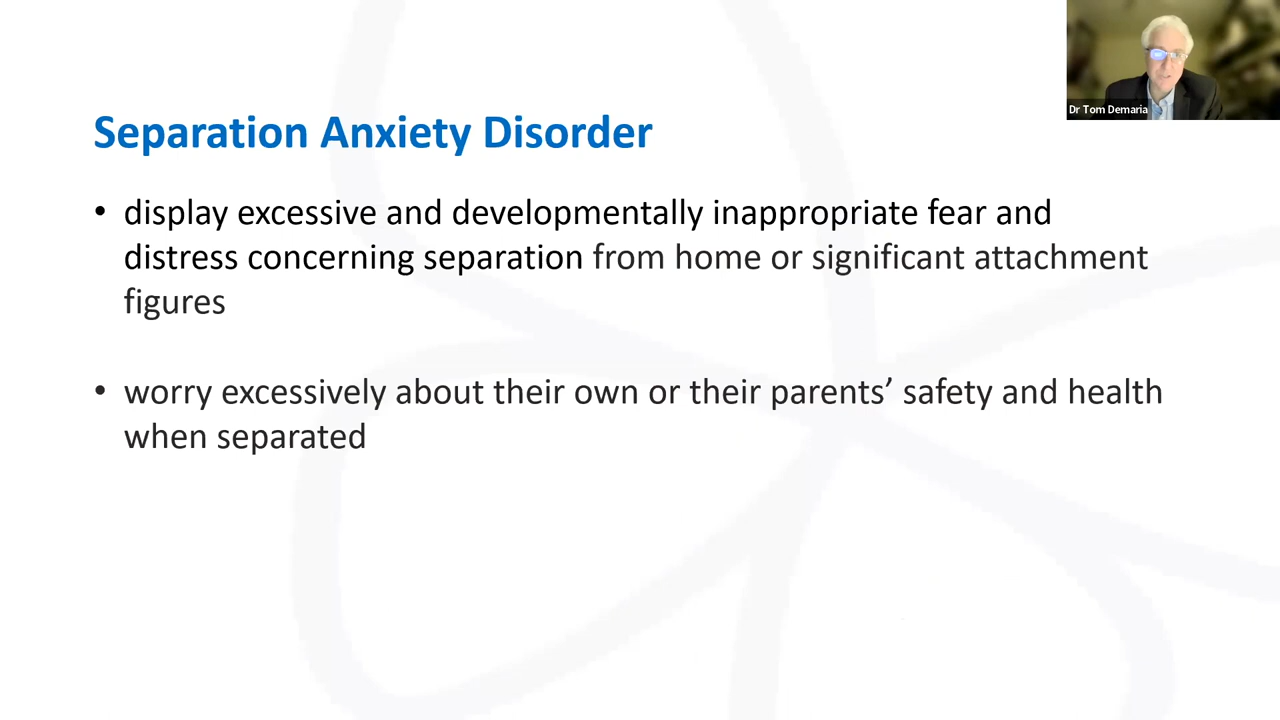 Dr Tom Demaria
Separation Anxiety Disorder
• display excessive and developmentally inappropriate fear and
distress concerning separation from home or significant attachment
figures
• worry excessively about their own or their parents’ safety and health
when separated